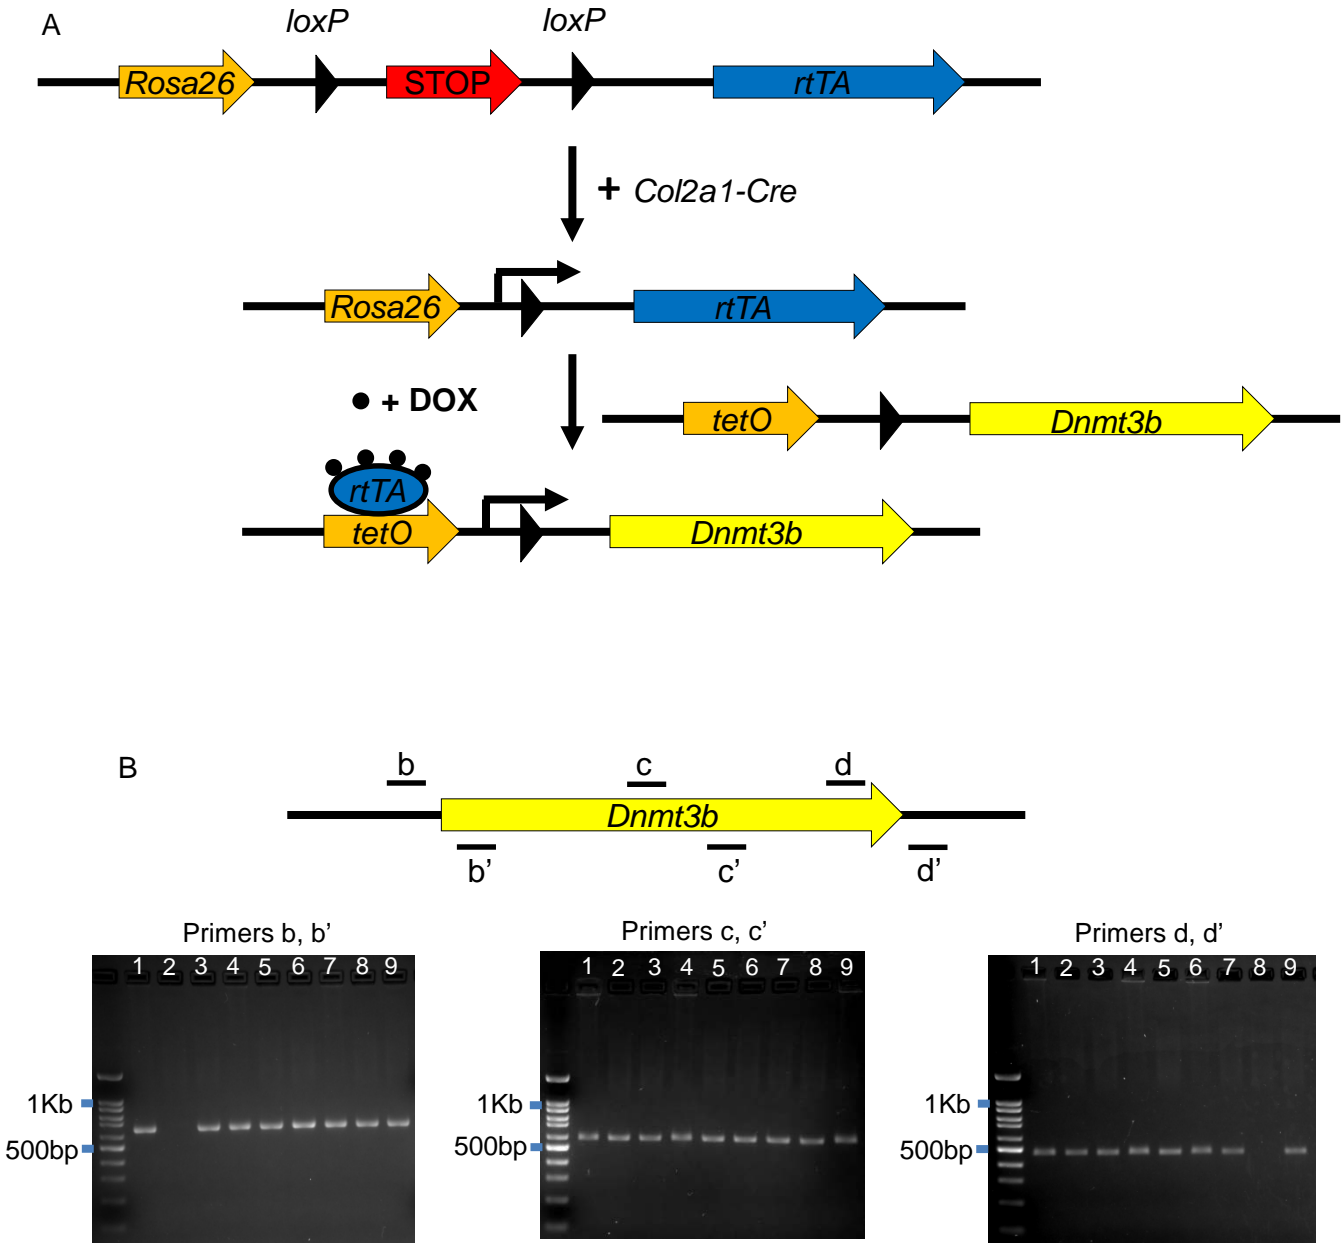 A
loxP
loxP
Rosa26
STOP
rtTA
+ Col2a1-Cre
Rosa26
rtTA
+ DOX
tetO
Dnmt3b
rtTA
tetO
Dnmt3b
B
b
c
d
Dnmt3b
b’
c’
d’
Primers b, b’
1 2 3 4 5 6 7 8 9
1Kb
500bp
Primers c, c’
1 2 3 4 5 6 7 8 9
1Kb
500bp
Primers d, d’
1 2 3 4 5 6 7 8 9
1Kb
500bp